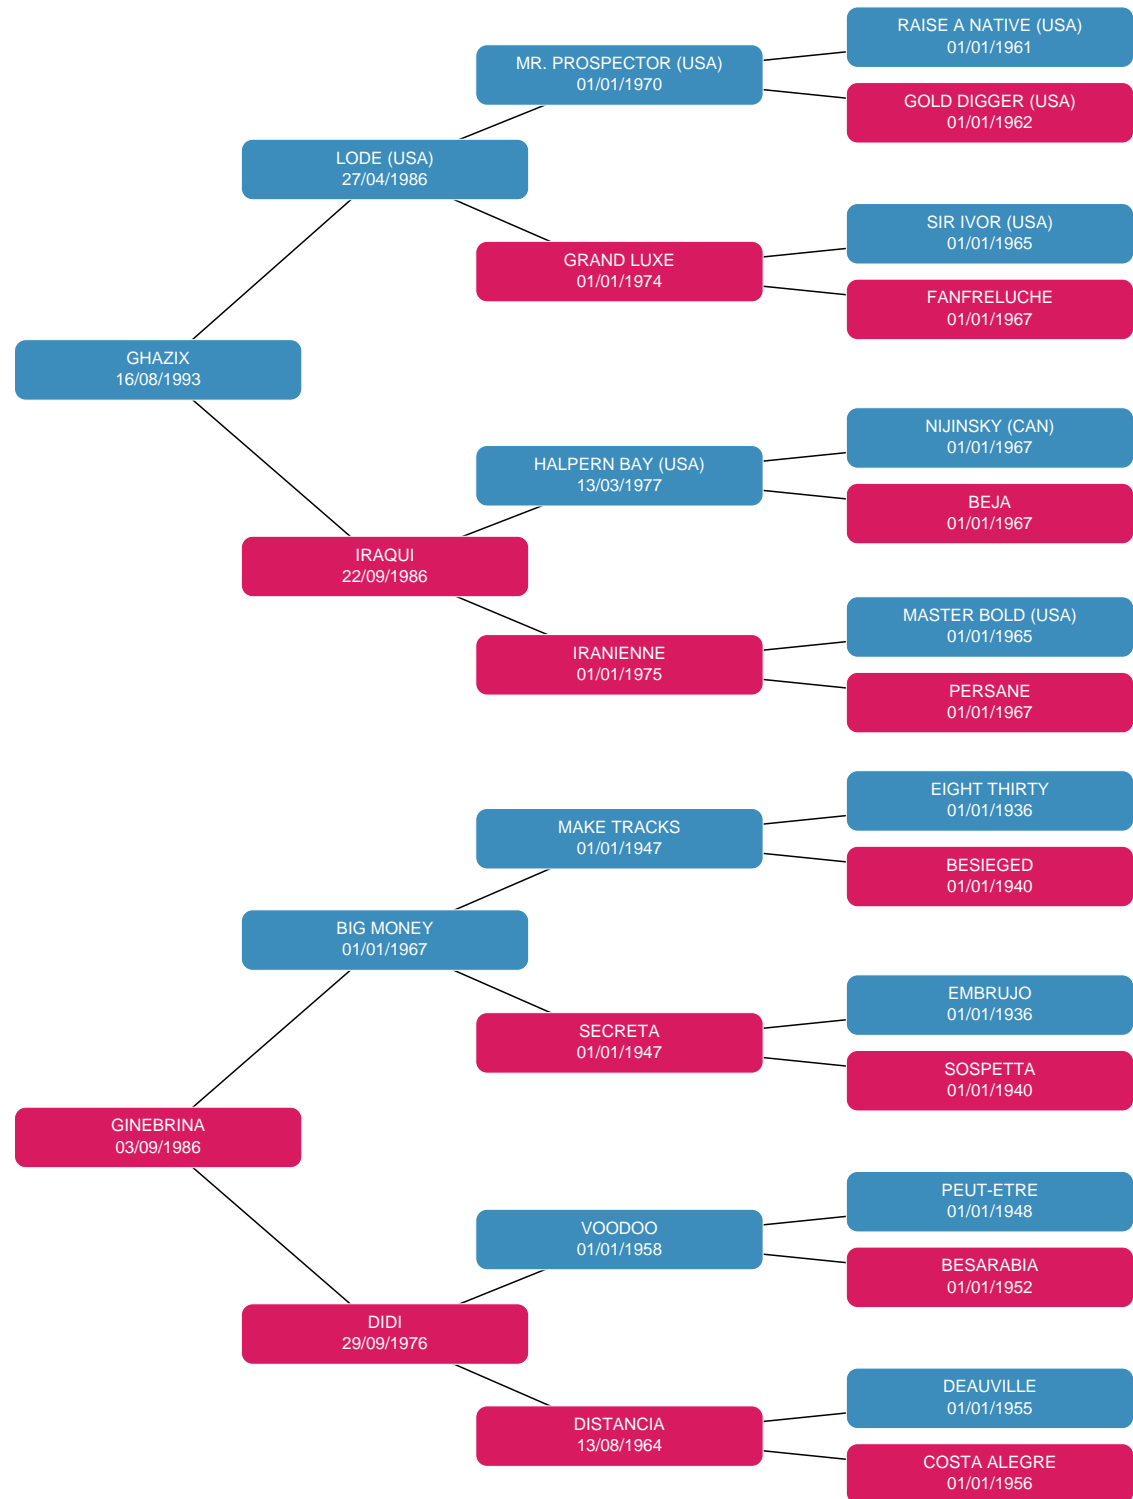 RAISE A NATIVE (USA)
01/01/1961
MR. PROSPECTOR (USA)
01/01/1970
GOLD DIGGER (USA)
01/01/1962
LODE (USA)
27/04/1986
SIR IVOR (USA)
01/01/1965
GRAND LUXE
01/01/1974
FANFRELUCHE
01/01/1967
GHAZIX
16/08/1993
NIJINSKY (CAN)
01/01/1967
HALPERN BAY (USA)
13/03/1977
BEJA
01/01/1967
IRAQUI
22/09/1986
MASTER BOLD (USA)
01/01/1965
IRANIENNE
01/01/1975
PERSANE
01/01/1967
EIGHT THIRTY
01/01/1936
MAKE TRACKS
01/01/1947
BESIEGED
01/01/1940
BIG MONEY
01/01/1967
EMBRUJO
01/01/1936
SECRETA
01/01/1947
SOSPETTA
01/01/1940
GINEBRINA
03/09/1986
PEUT-ETRE
01/01/1948
VOODOO
01/01/1958
BESARABIA
01/01/1952
DIDI
29/09/1976
DEAUVILLE
01/01/1955
DISTANCIA
13/08/1964
COSTA ALEGRE
01/01/1956